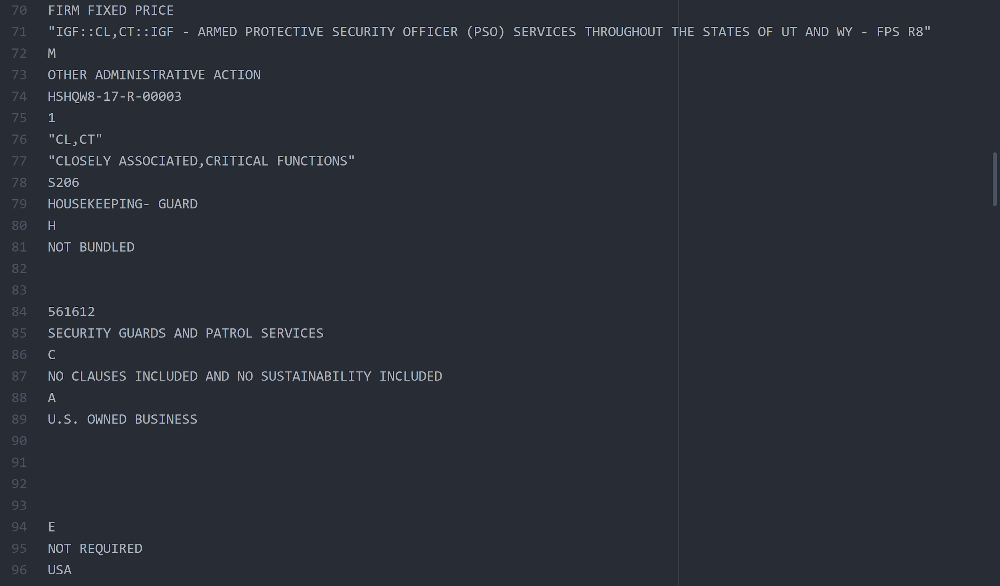 70 FIRM FIXED PRICE
71 "IGF::CL,CT::IGF - ARMED PROTECTIVE SECURITY OFFICER (PSO) SERVICES THROUGHOUT THE STATES OF UT AND WY - FPS R8"
72 M
73 OTHER ADMINISTRATIVE ACTION
74 HSHQW8-17-R-00003
75 1
76 "CL,CT"
77 "CLOSELY ASSOCIATED,CRITICAL FUNCTIONS"
78 S206
79 HOUSEKEEPING- GUARD
80 H
81 NOT BUNDLED
82
83
84 561612
85 SECURITY GUARDS AND PATROL SERVICES
86 C
87 NO CLAUSES INCLUDED AND NO SUSTAINABILITY INCLUDED
88 A
89 U.S. OWNED BUSINESS
90
91
92
93
94 E
95 NOT REQUIRED
96 USA